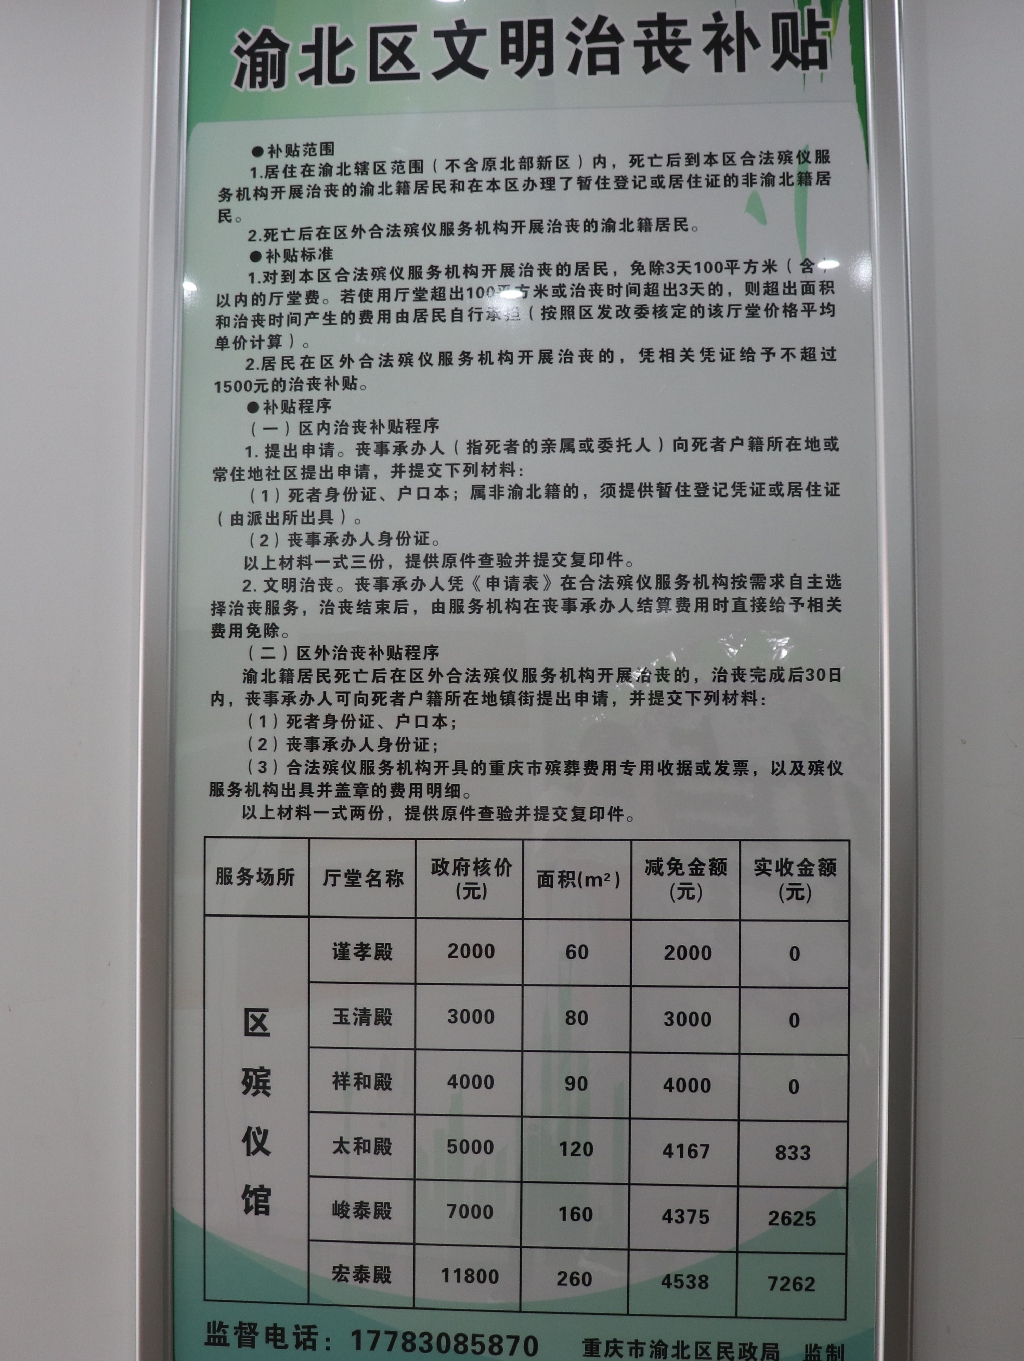 渝北区文明治丧补贴
●补贴范围
1.居住在渝北辖区范围（不含原北部新区）内，死亡后到本区合法殡仪服
务机构开展治丧的渝北籍居民和在本区办理了暂住登记或居住证的非渝北籍居
民。
2.死亡后在区外合法殡仪服务机构开展治丧的渝北籍居民。
●补贴标准
1.对到本区合法殡仪服务机构开展治丧的居民，免除3天100平方米（含）
以内的厅堂费。若使用厅堂超出100平方米或治丧时间超出3天的，则超出面积
和治丧时间产生的费用由居民自行承担（按照区发改委核定的该厅堂价格平均
单价计算）。
2.居民在区外合法殡仪服务机构开展治丧的，凭相关凭证给予不超过
1500元的治丧补贴。
●补贴程序
（一）区内治丧补贴程序
1. 提出申请。丧事承办人（指死者的亲属或委托人）向死者户籍所在地或
常住地社区提出申请，并提交下列材料：
（1）死者身份证、户口本；属非渝北籍的，须提供暂住登记凭证或居住证
（由派出所出具）。
（2）丧事承办人身份证。
以上材料一式三份，提供原件查验并提交复印件。
2. 文明治丧。丧事承办人凭《申请表》在合法殡仪服务机构按需求自主选
择治丧服务，治丧结束后，由服务机构在丧事承办人结算费用时直接给予相关
费用免除。
（二）区外治丧补贴程序
渝北籍居民死亡后在区外合法殡仪服务机构开展治丧的，治丧完成后30日
内，丧事承办人可向死者户籍所在地镇街提出申请，并提交下列材料：
（1）死者身份证、户口本；
（2）丧事承办人身份证；
（3）合法殡仪服务机构开具的重庆市殡葬费用专用收据或发票，以及殡仪
服务机构出具并盖章的费用明细。
以上材料一式两份，提供原件查验并提交复印件。
服务场所 厅堂名称 政府核价(元) 面积(m²) 减免金额(元) 实收金额(元)
区殡仪馆
谨孝殿 2000 60 2000 0
玉清殿 3000 80 3000 0
祥和殿 4000 90 4000 0
太和殿 5000 120 4167 833
峻泰殿 7000 160 4375 2625
宏泰殿 11800 260 4538 7262
监督电话：17783085870 重庆市渝北区民政局 监制